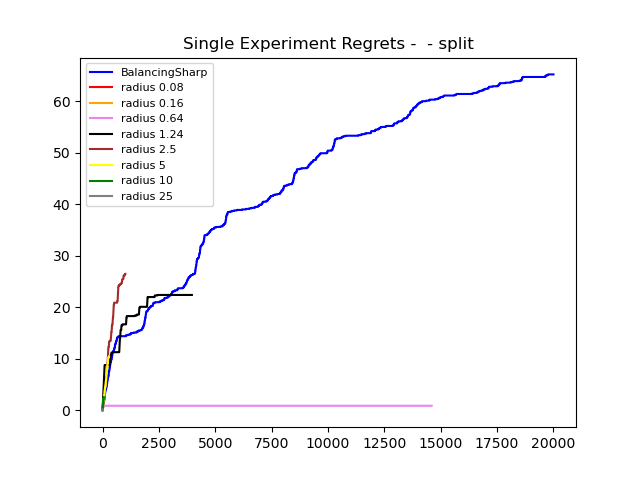 Single Experiment Regrets -  - split
BalancingSharp
radius 0.08
radius 0.16
radius 0.64
radius 1.24
radius 2.5
radius 5
radius 10
radius 25
60
50
40
30
20
10
0
0 2500 5000 7500 10000 12500 15000 17500 20000